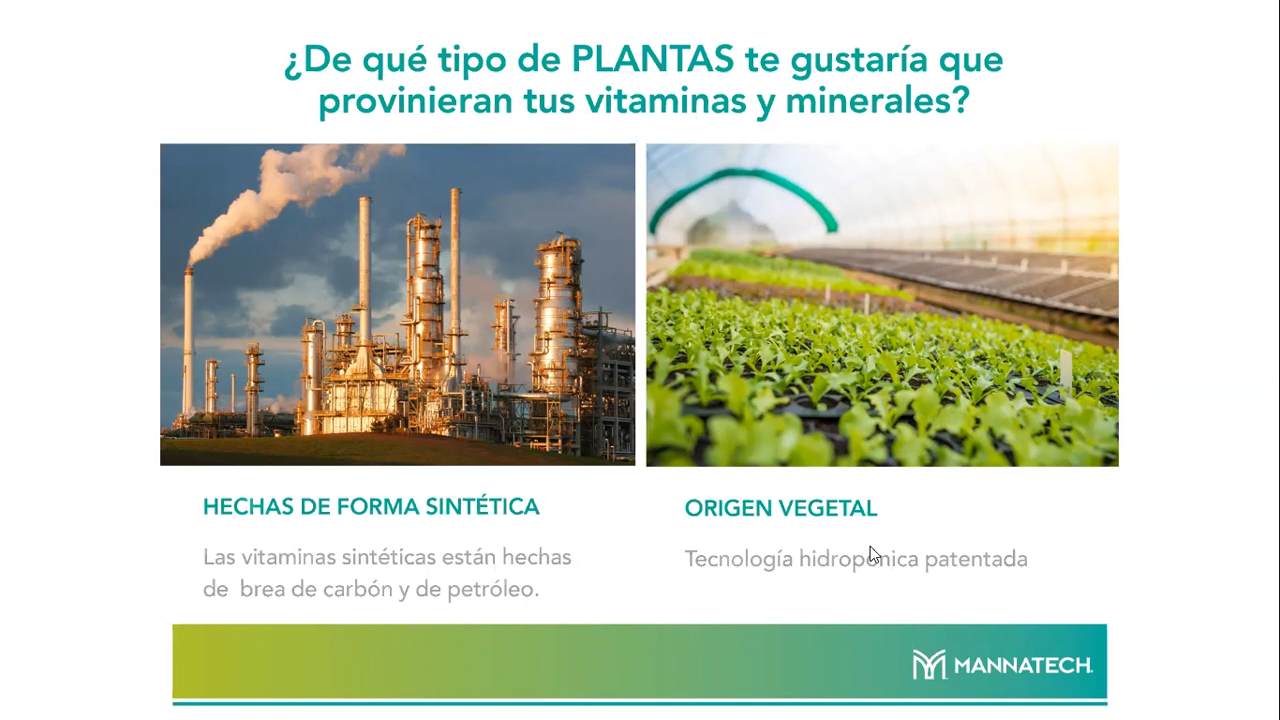 ¿De qué tipo de PLANTAS te gustaría que
provinieran tus vitaminas y minerales?
HECHAS DE FORMA SINTÉTICA
Las vitaminas sintéticas están hechas
de brea de carbón y de petróleo.
ORIGEN VEGETAL
Tecnología hidropónica patentada
MANNATECH